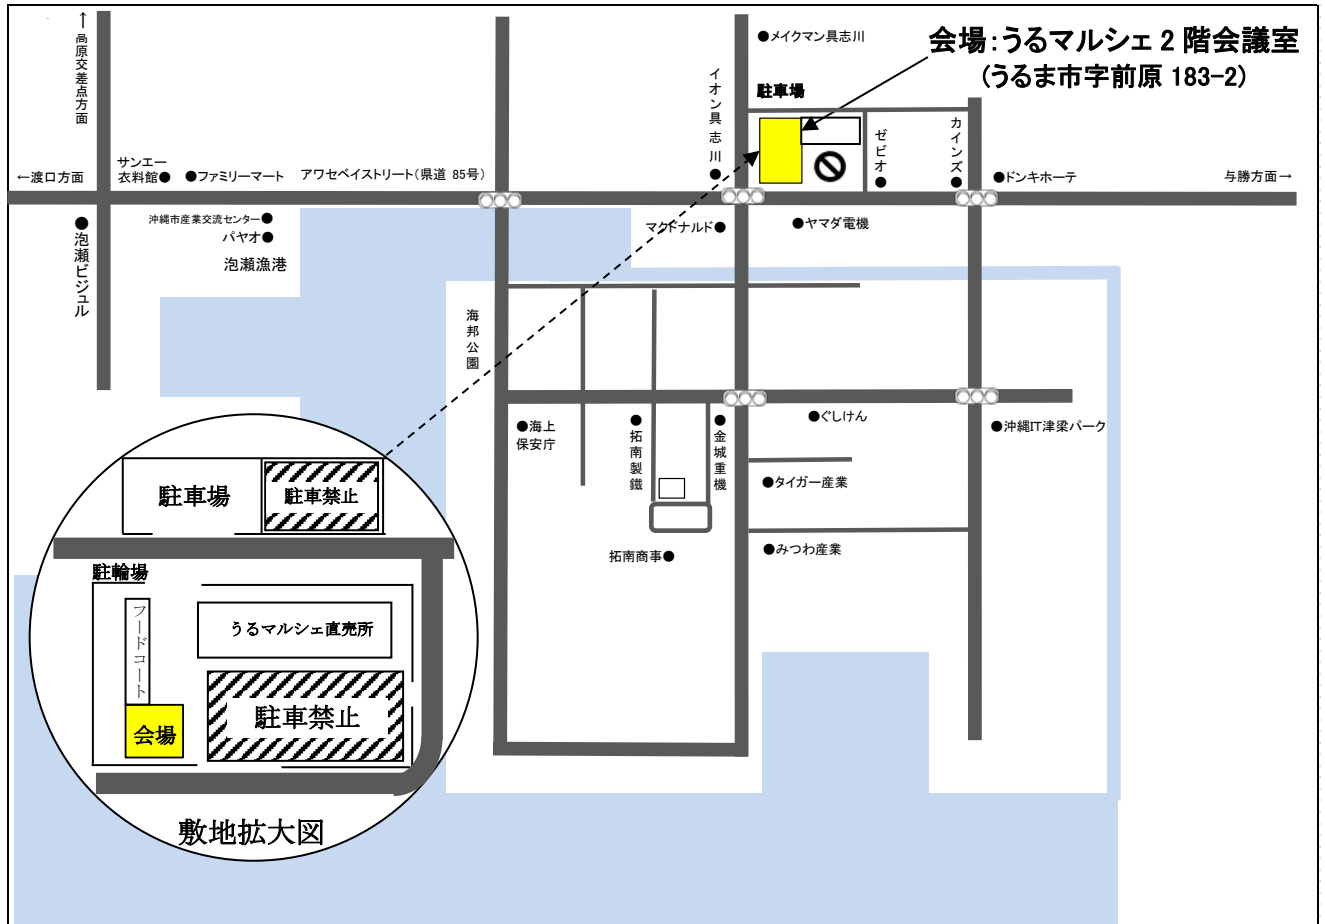 ↑高原交差点方面
●メイクマン具志川
会場：うるマルシェ 2 階会議室
(うるま市字前原 183-2)
駐車場
イオン具志川●
ゼビオ●
カインズ●
←渡口方面
サンエー
衣料館●
●ファミリーマート
アワセベイストリート(県道 85号)
●ドンキホーテ
与勝方面→
●泡瀬ビジュル
沖縄市産業交流センター●
パヤオ●
泡瀬漁港
マクドナルド●
●ヤマダ電機
海邦公園
●海上
保安庁
●拓南製鐵
●金城重機
●ぐしけん
●沖縄IT津梁パーク
●タイガー産業
拓南商事●
●みつわ産業
駐車場
駐車禁止
駐輪場
フードコート
うるマルシェ直売所
駐車禁止
会場
敷地拡大図